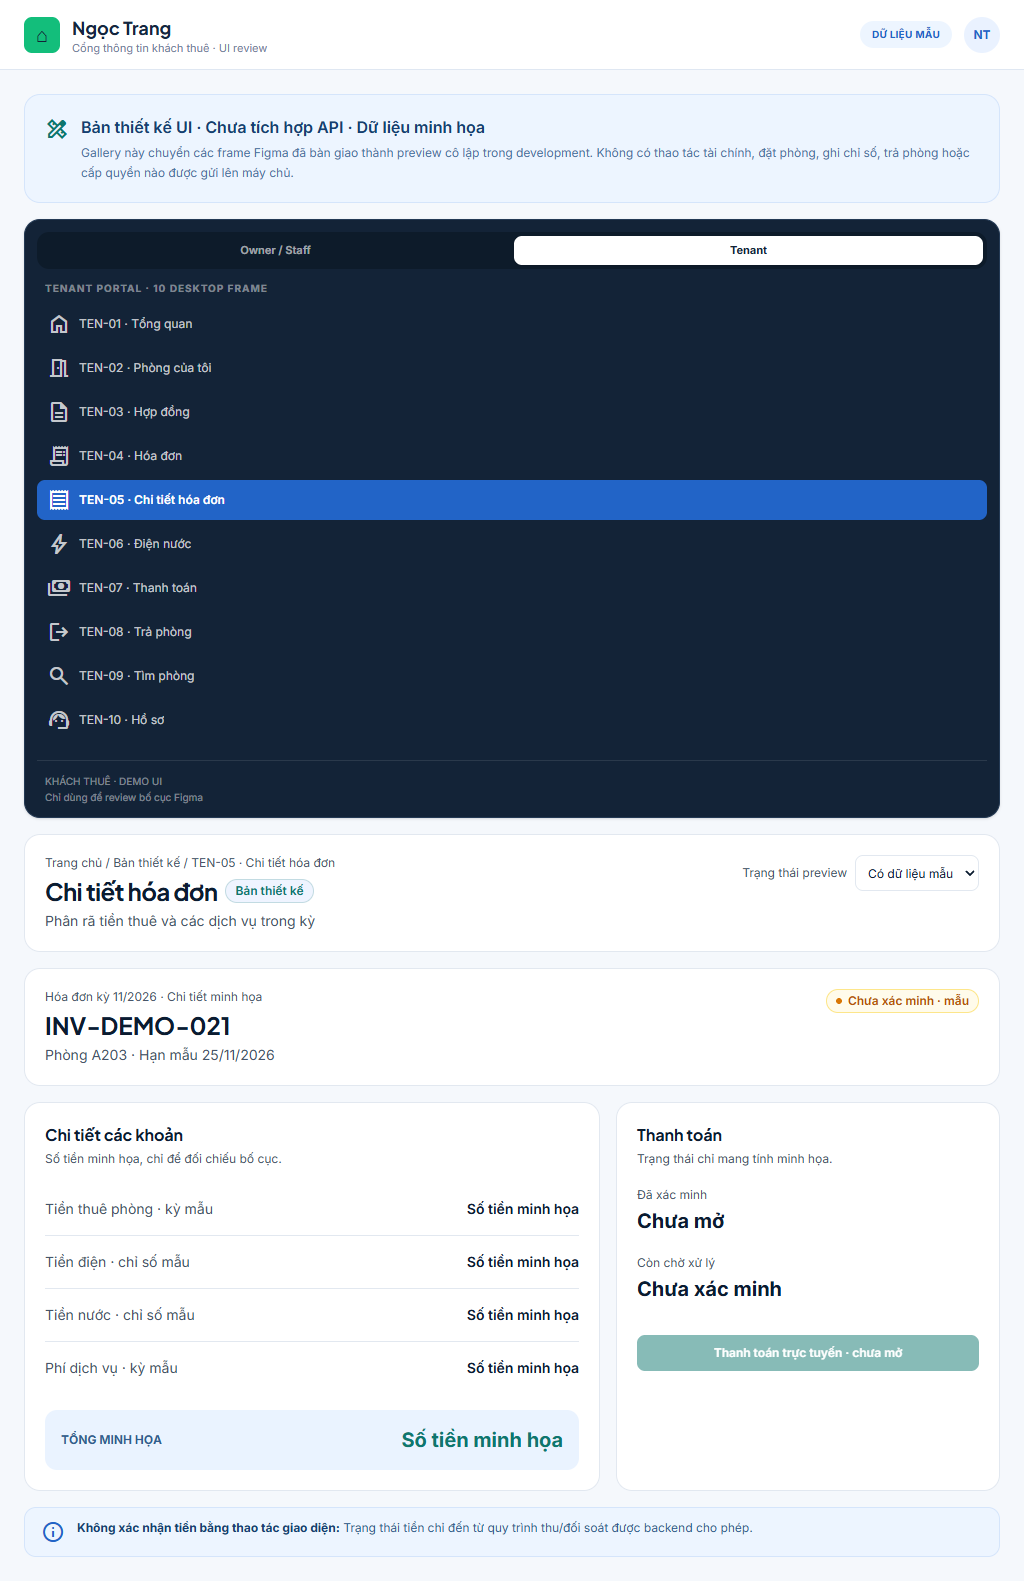 Ngọc Trang
Cổng thông tin khách thuê · UI review
DỮ LIỆU MẪU
NT
Bản thiết kế UI · Chưa tích hợp API · Dữ liệu minh họa
Gallery này chuyển các frame Figma đã bàn giao thành preview cô lập trong development. Không có thao tác tài chính, đặt phòng, ghi chỉ số, trả phòng hoặc
cấp quyền nào được gửi lên máy chủ.
Owner / Staff
Tenant
TENANT PORTAL · 10 DESKTOP FRAME
TEN-01 · Tổng quan
TEN-02 · Phòng của tôi
TEN-03 · Hợp đồng
TEN-04 · Hóa đơn
TEN-05 · Chi tiết hóa đơn
TEN-06 · Điện nước
TEN-07 · Thanh toán
TEN-08 · Trả phòng
TEN-09 · Tìm phòng
TEN-10 · Hồ sơ
KHÁCH THUÊ · DEMO UI
Chỉ dùng để review bố cục Figma
Trang chủ / Bản thiết kế / TEN-05 · Chi tiết hóa đơn
Chi tiết hóa đơn
Bản thiết kế
Phân rã tiền thuê và các dịch vụ trong kỳ
Trạng thái preview
Có dữ liệu mẫu
Hóa đơn kỳ 11/2026 · Chi tiết minh họa
INV-DEMO-021
Phòng A203 · Hạn mẫu 25/11/2026
Chưa xác minh · mẫu
Chi tiết các khoản
Số tiền minh họa, chỉ để đối chiếu bố cục.
Tiền thuê phòng · kỳ mẫu
Số tiền minh họa
Tiền điện · chỉ số mẫu
Số tiền minh họa
Tiền nước · chỉ số mẫu
Số tiền minh họa
Phí dịch vụ · kỳ mẫu
Số tiền minh họa
TỔNG MINH HỌA
Số tiền minh họa
Thanh toán
Trạng thái chỉ mang tính minh họa.
Đã xác minh
Chưa mở
Còn chờ xử lý
Chưa xác minh
Thanh toán trực tuyến · chưa mở
Không xác nhận tiền bằng thao tác giao diện: Trạng thái tiền chỉ đến từ quy trình thu/đối soát được backend cho phép.